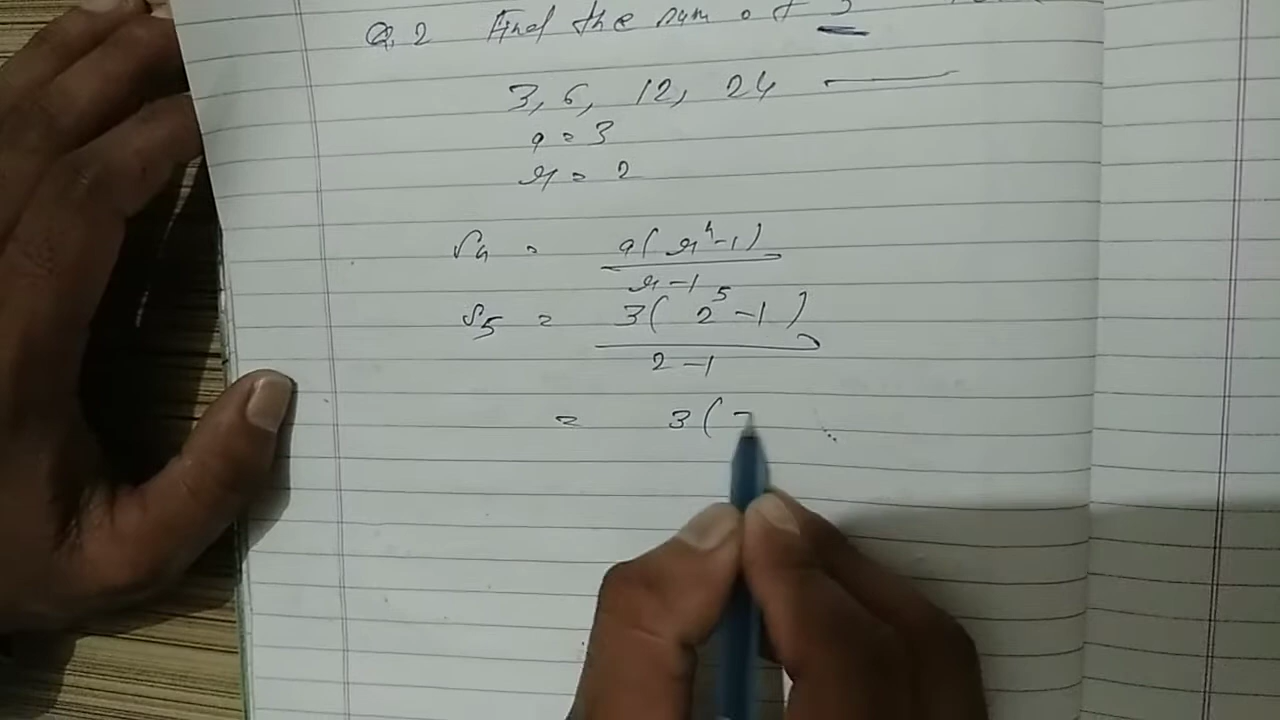 Q.2 Find the sum of 5
3, 6, 12, 24 ———
a = 3
r = 2
Sn = a(r^n-1) / r-1
S5 = 3(2^5-1) / 2-1
= 3(